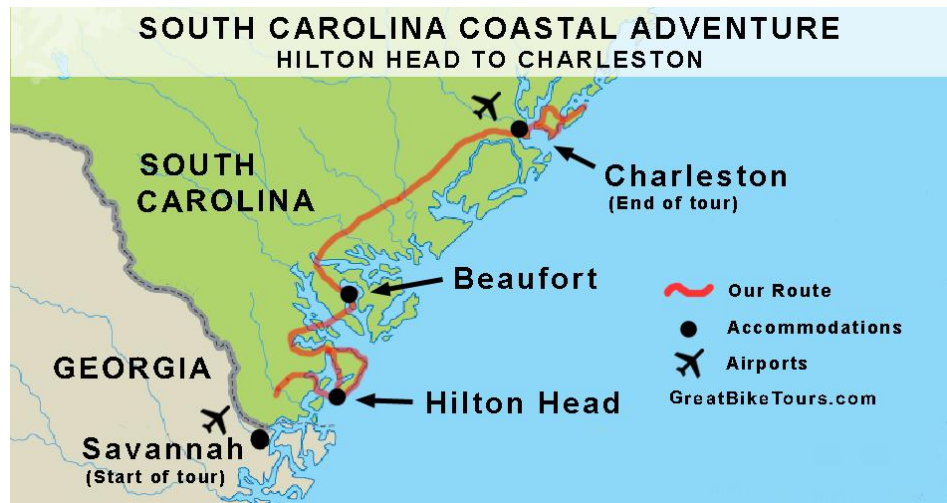 SOUTH CAROLINA COASTAL ADVENTURE
HILTON HEAD TO CHARLESTON
SOUTH
CAROLINA
Charleston
(End of tour)
Beaufort
Our Route
Accommodations
Airports
GreatBikeTours.com
GEORGIA
Hilton Head
Savannah
(Start of tour)